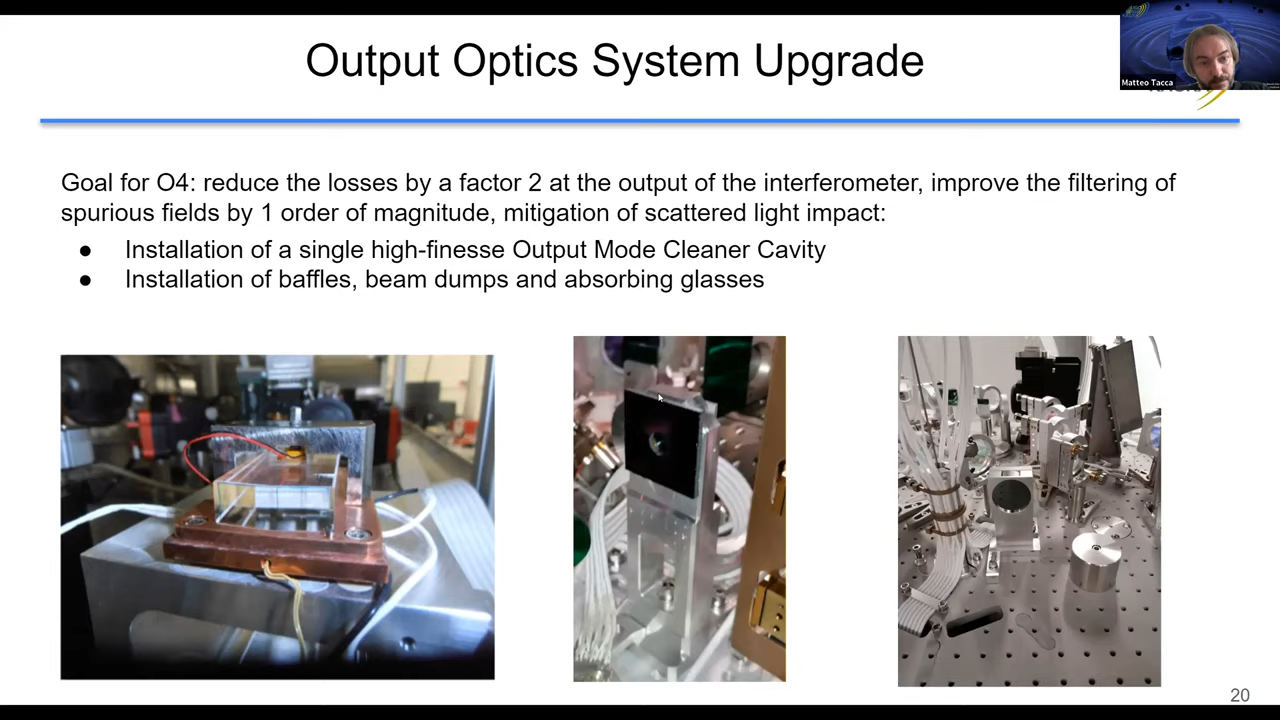 Output Optics System Upgrade
Matteo Tacca
Goal for O4: reduce the losses by a factor 2 at the output of the interferometer, improve the filtering of
spurious fields by 1 order of magnitude, mitigation of scattered light impact:
● Installation of a single high-finesse Output Mode Cleaner Cavity
● Installation of baffles, beam dumps and absorbing glasses
20